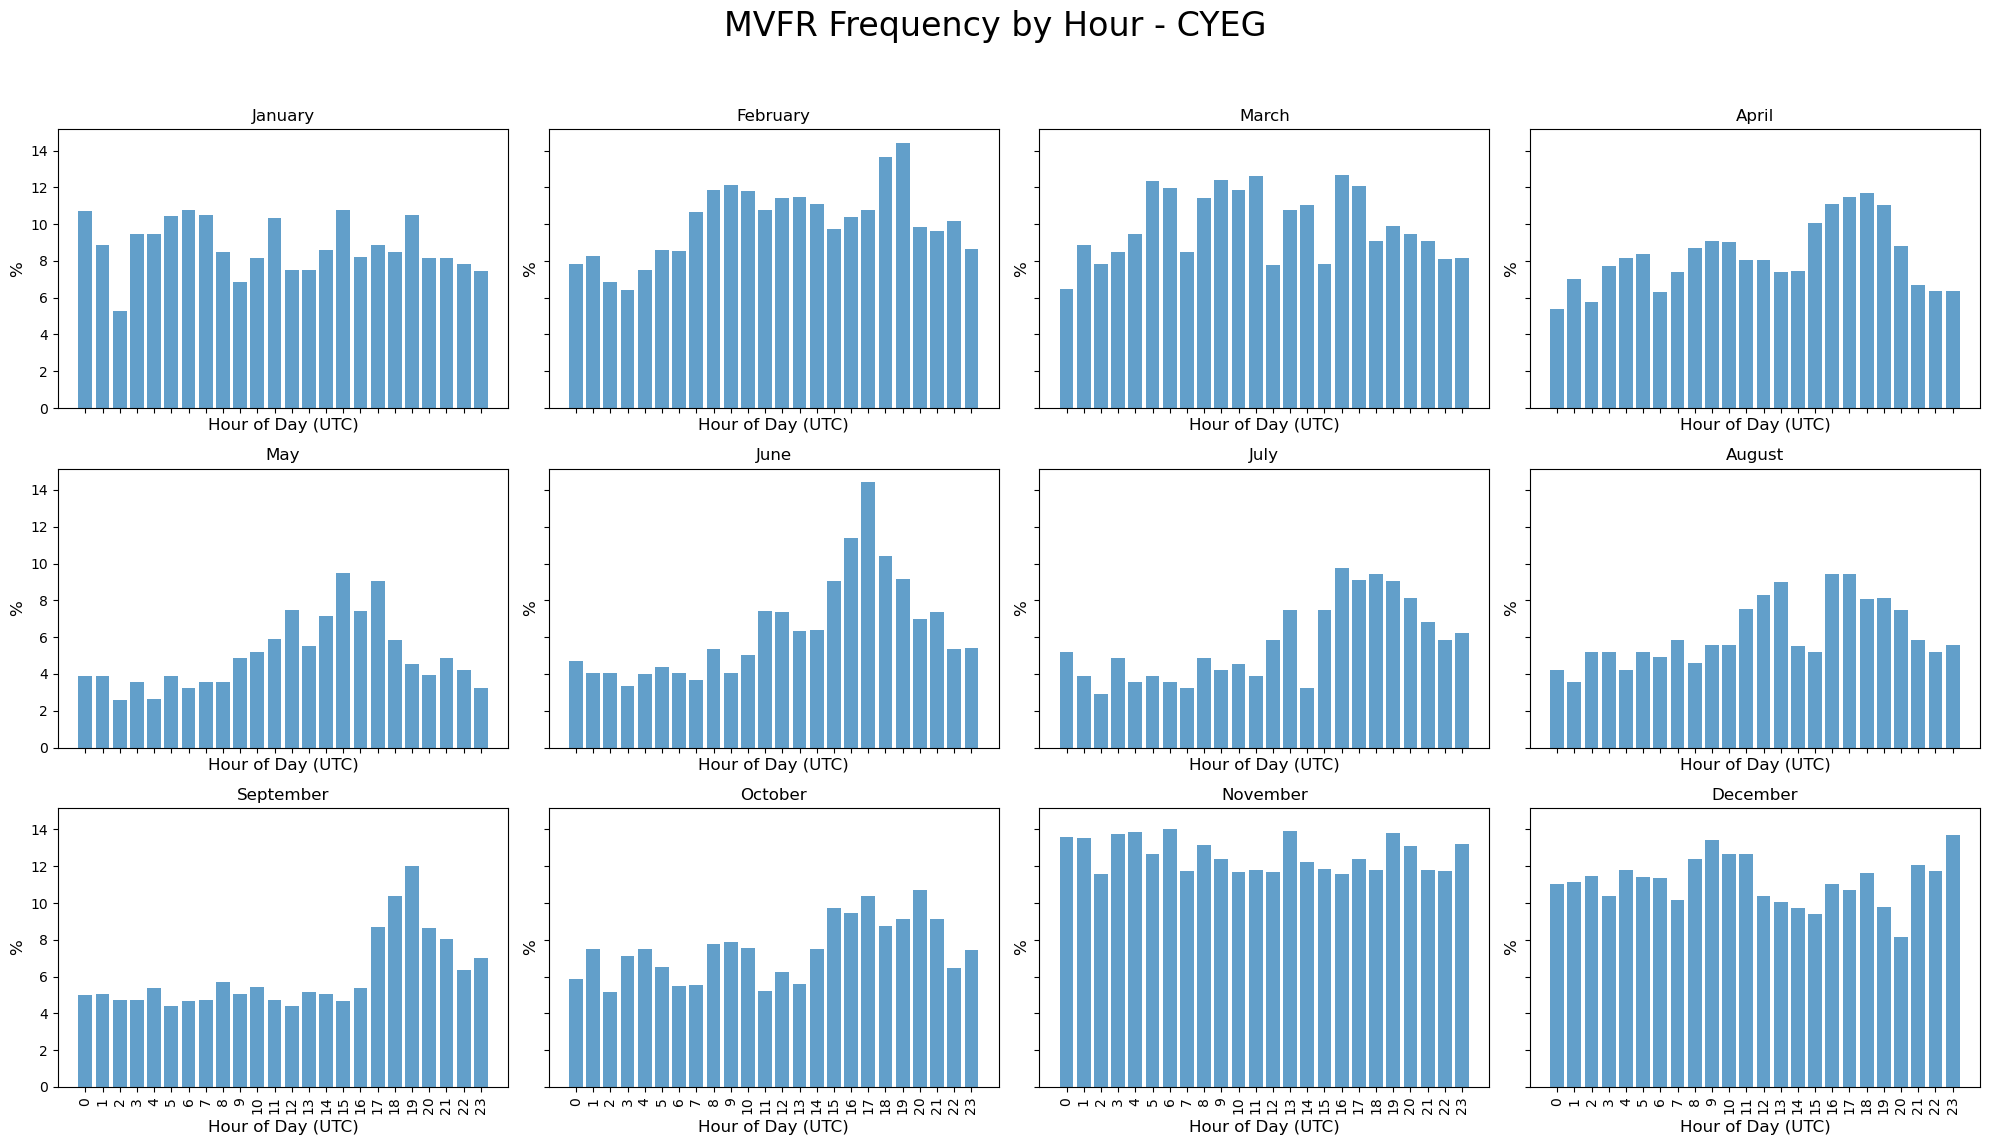 MVFR Frequency by Hour - CYEG
January
February
March
April
14
12
10
8
6
4
2
0
%
%
%
%
Hour of Day (UTC)
Hour of Day (UTC)
Hour of Day (UTC)
Hour of Day (UTC)
May
June
July
August
14
12
10
8
6
4
2
0
%
%
%
%
Hour of Day (UTC)
Hour of Day (UTC)
Hour of Day (UTC)
Hour of Day (UTC)
September
October
November
December
14
12
10
8
6
4
2
0
%
%
%
%
0 1 2 3 4 5 6 7 8 9 10 11 12 13 14 15 16 17 18 19 20 21 22 23
0 1 2 3 4 5 6 7 8 9 10 11 12 13 14 15 16 17 18 19 20 21 22 23
0 1 2 3 4 5 6 7 8 9 10 11 12 13 14 15 16 17 18 19 20 21 22 23
0 1 2 3 4 5 6 7 8 9 10 11 12 13 14 15 16 17 18 19 20 21 22 23
Hour of Day (UTC)
Hour of Day (UTC)
Hour of Day (UTC)
Hour of Day (UTC)